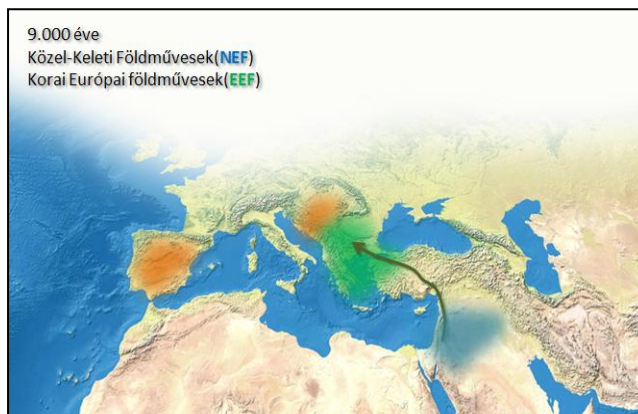 9.000 éve
Közel-Keleti Földművesek(NEF)
Korai Európai földművesek(EEF)